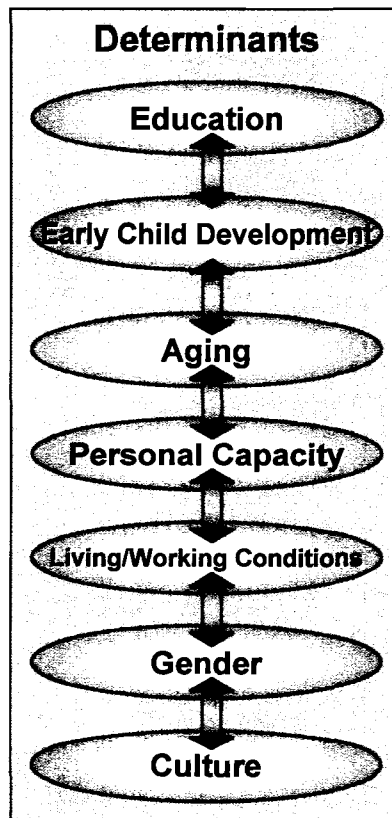 Determinants
Education
Early Child Development
Aging
Personal Capacity
Living/Working Conditions
Gender
Culture